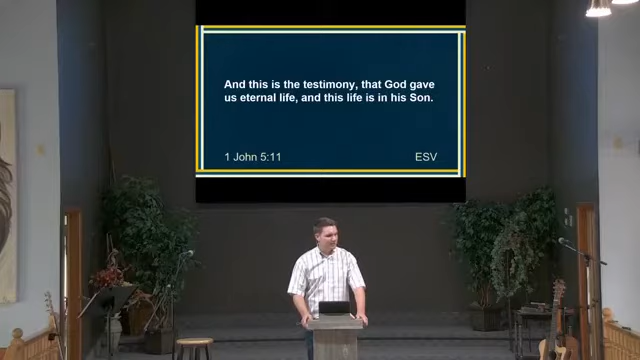 And this is the testimony, that God gave
us eternal life, and this life is in his Son.
1 John 5:11 ESV